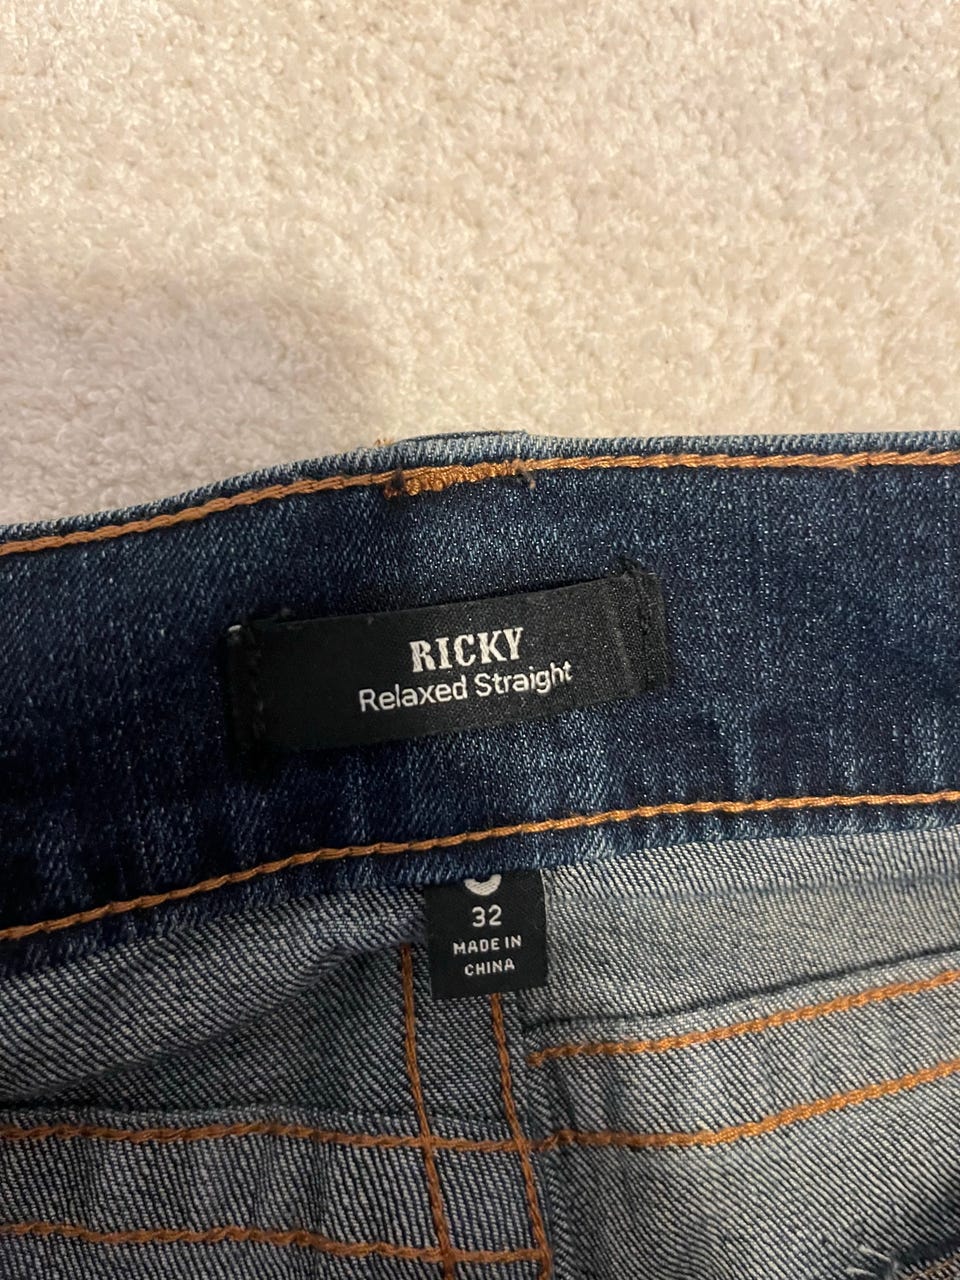 RICKY
Relaxed Straight
32
MADE IN
CHINA